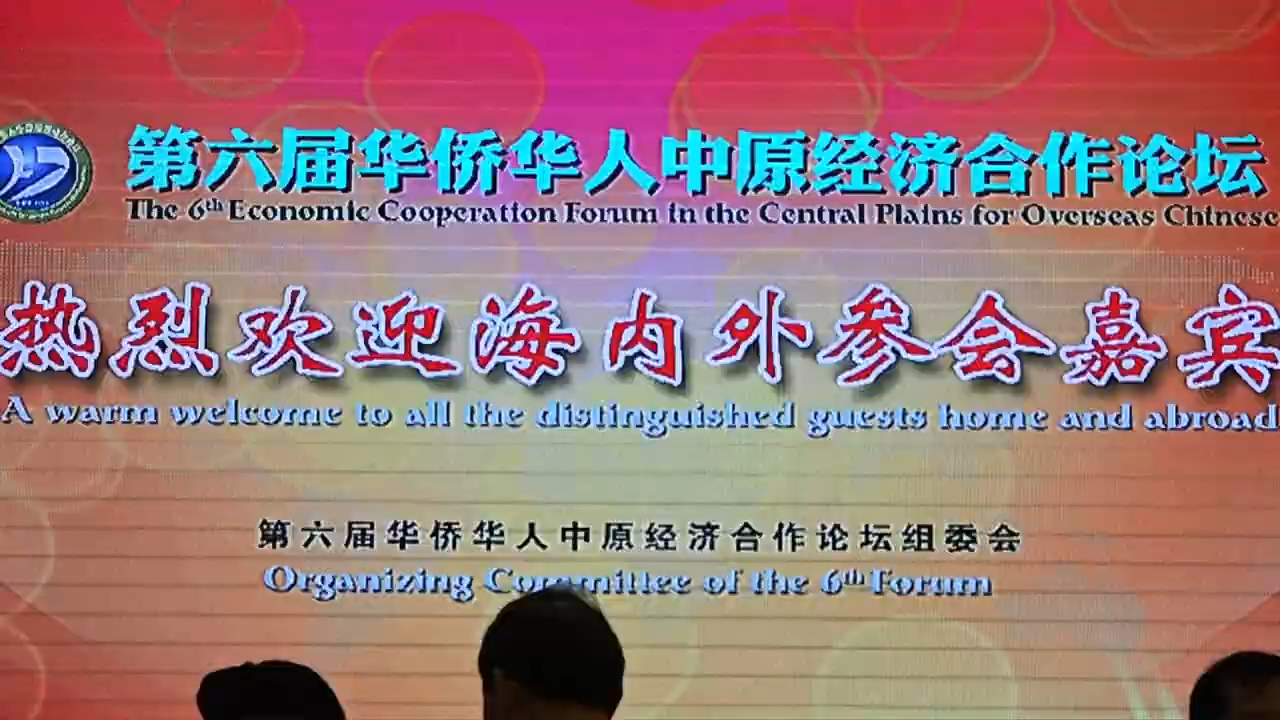 第六届华侨华人中原经济合作论坛
The 6th Economic Cooperation Forum in the Central Plains for Overseas Chinese
热烈欢迎海内外参会嘉宾
A warm welcome to all the distinguished guests home and abroad
第六届华侨华人中原经济合作论坛组委会
Organizing Committee of the 6th Forum